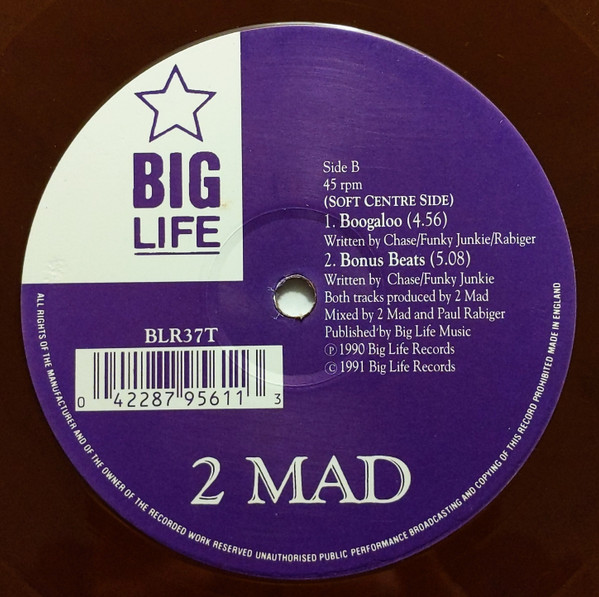 BIG
LIFE
Side B
45 rpm
(SOFT CENTRE SIDE)
1. Boogaloo (4.56)
Written by Chase/Funky Junkie/Rabiger
2. Bonus Beats (5.08)
Written by Chase/Funky Junkie
Both tracks produced by 2 Mad
Mixed by 2 Mad and Paul Rabiger
Published by Big Life Music
℗ 1990 Big Life Records
© 1991 Big Life Records
BLR37T
0 42287 95611 3
2 MAD
ALL RIGHTS OF THE MANUFACTURER AND OF THE OWNER OF THE RECORDED WORK RESERVED UNAUTHORISED PUBLIC PERFORMANCE BROADCASTING AND COPYING OF THIS RECORD PROHIBITED MADE IN ENGLAND